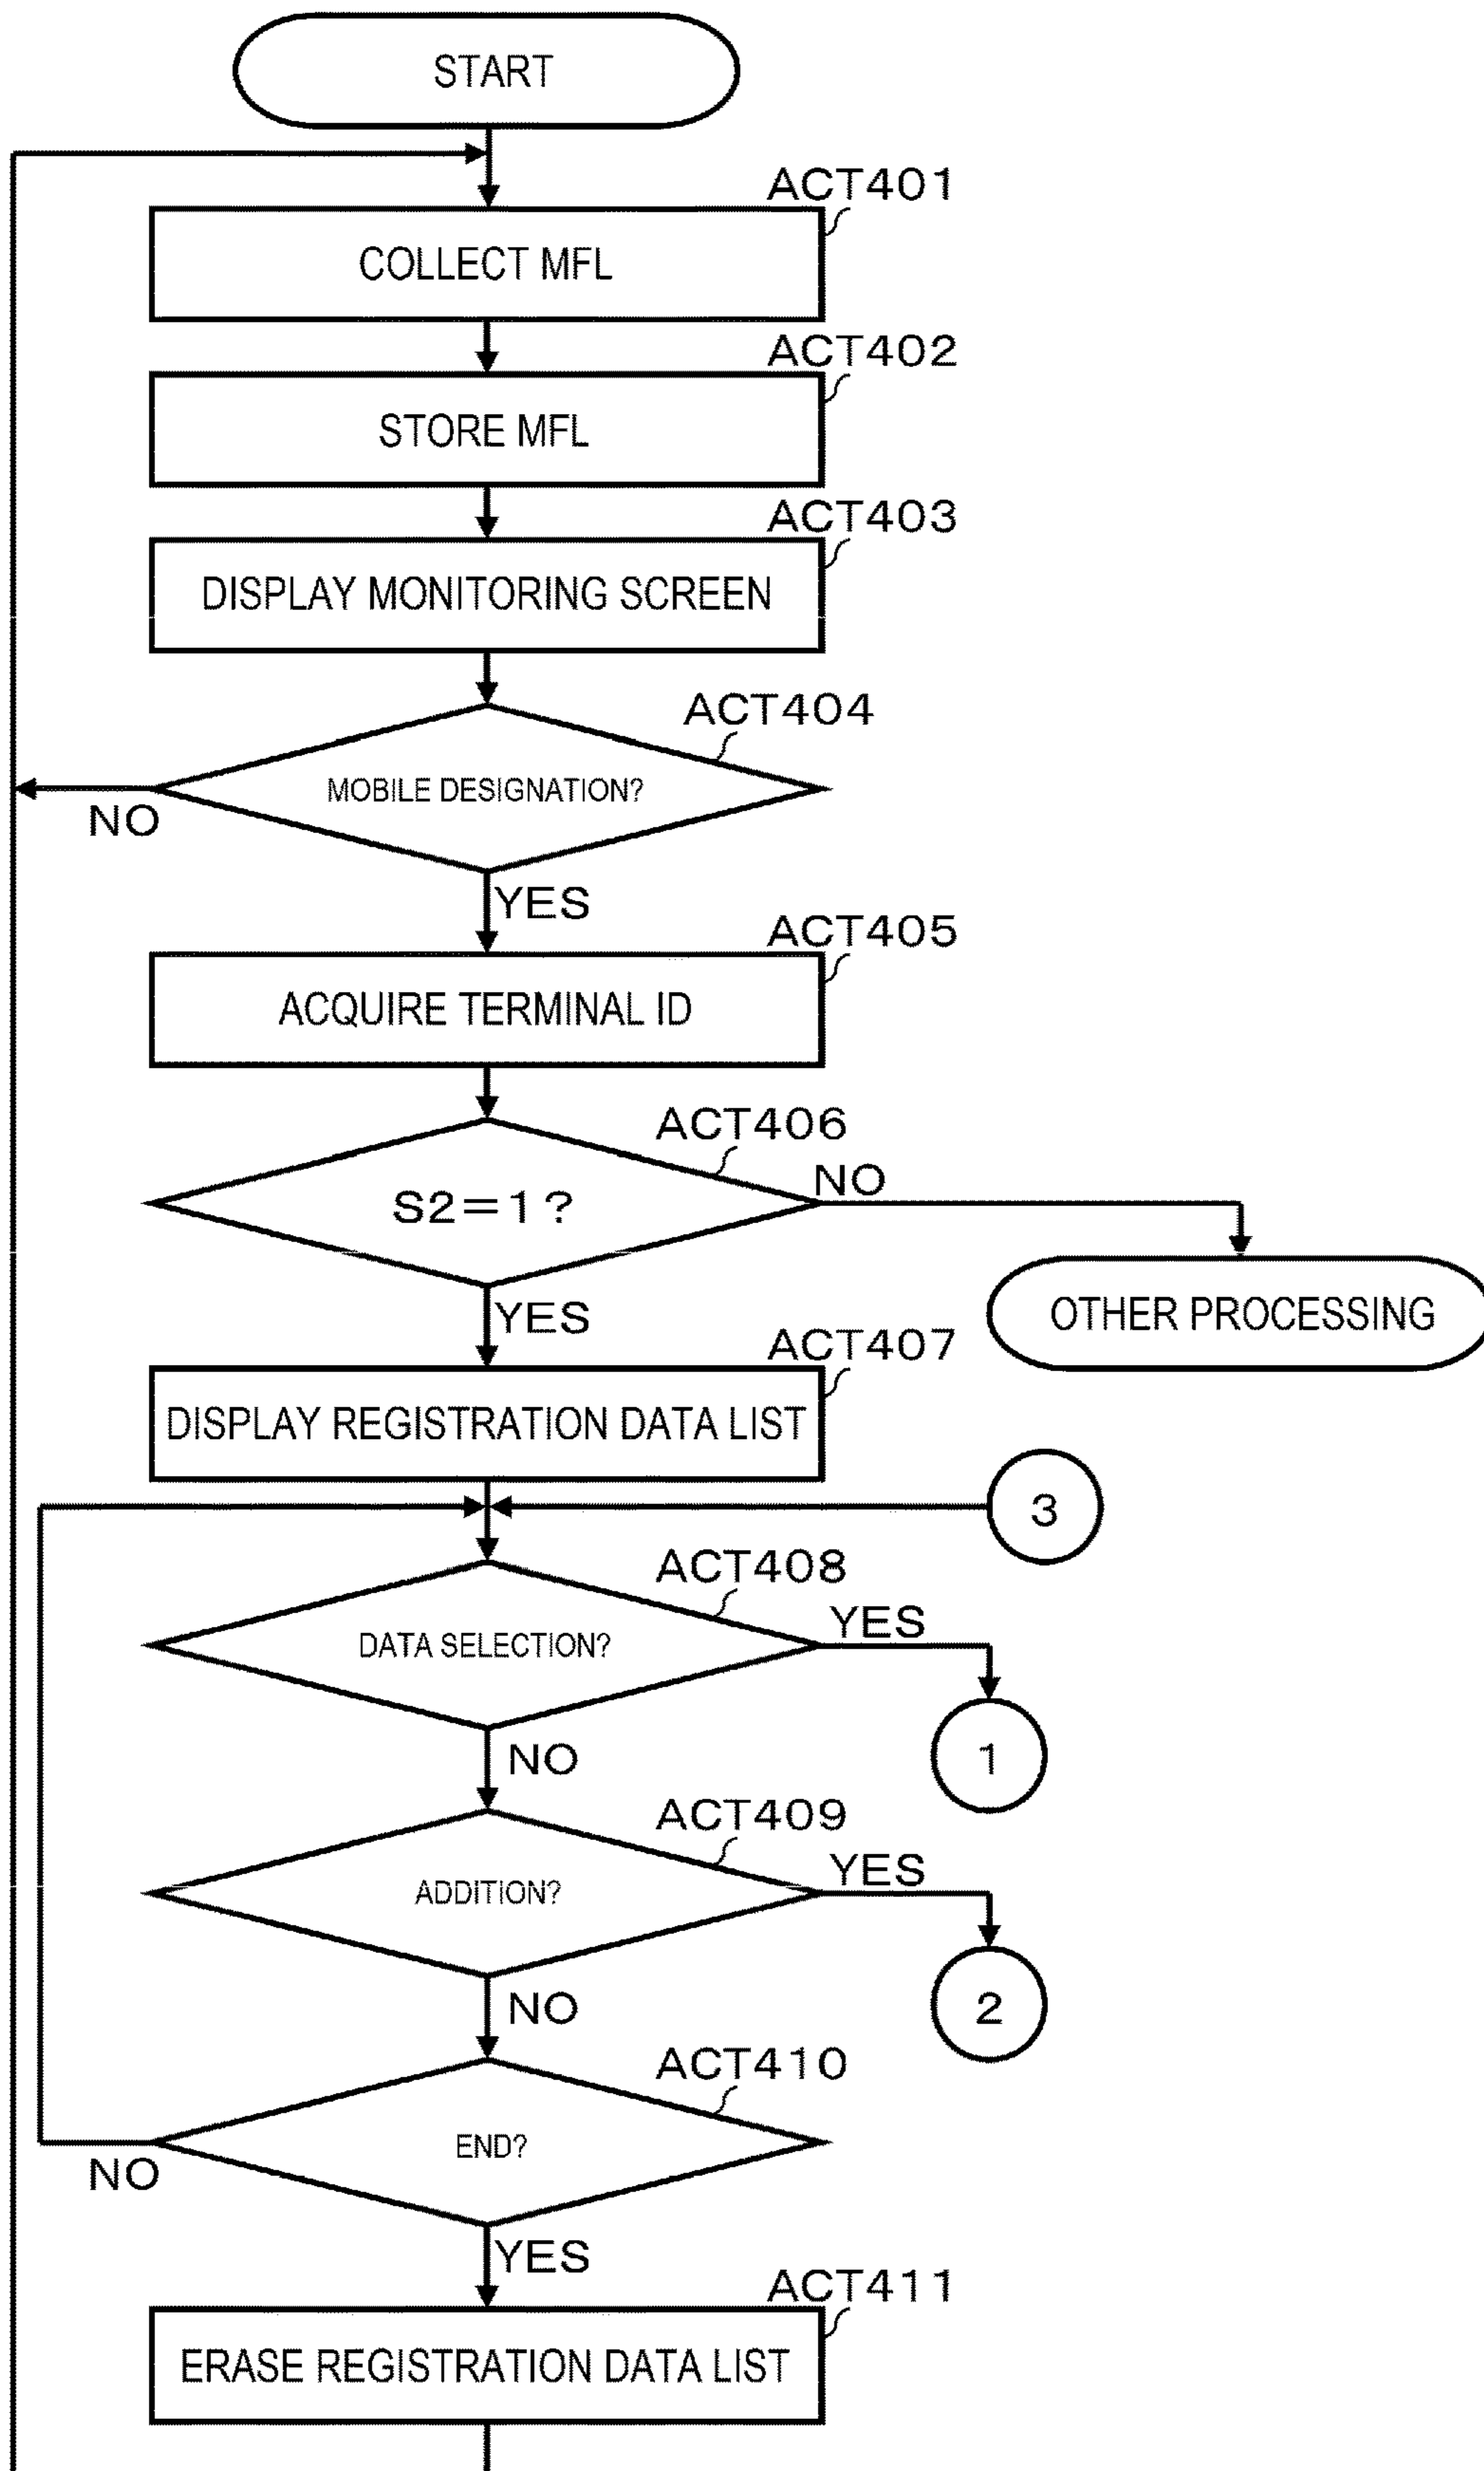 START
ACT401
COLLECT MFL
ACT402
STORE MFL
ACT403
DISPLAY MONITORING SCREEN
ACT404
MOBILE DESIGNATION?
NO
YES
ACT405
ACQUIRE TERMINAL ID
ACT406
S2=1?
NO
OTHER PROCESSING
YES
ACT407
DISPLAY REGISTRATION DATA LIST
3
ACT408
DATA SELECTION?
YES
1
NO
ACT409
ADDITION?
YES
2
NO
ACT410
END?
NO
YES
ACT411
ERASE REGISTRATION DATA LIST